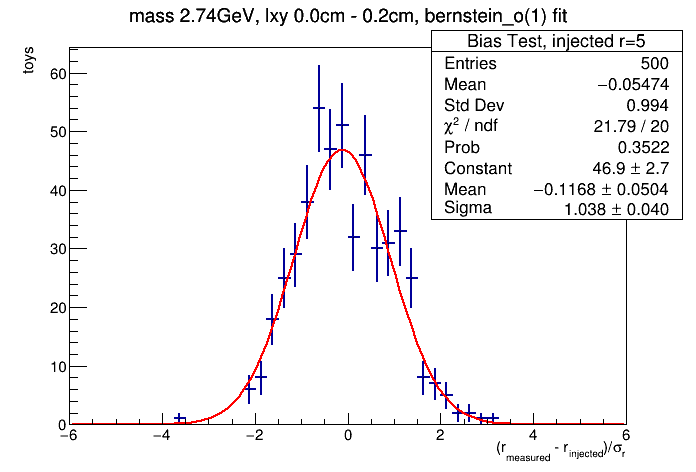 mass 2.74GeV, lxy 0.0cm - 0.2cm, bernstein_o(1) fit
toys
Bias Test, injected r=5
Entries 500
Mean −0.05474
Std Dev 0.994
χ² / ndf 21.79 / 20
Prob 0.3522
Constant 46.9 ± 2.7
Mean −0.1168 ± 0.0504
Sigma 1.038 ± 0.040
60
50
40
30
20
10
0
−6 −4 −2 0 2 4 6
(r_measured - r_injected)/σ_r